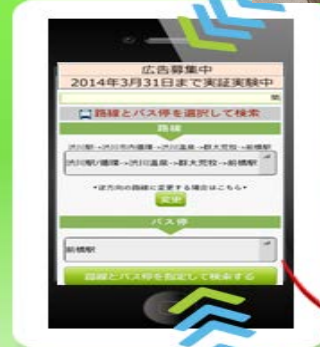 広告募集中
2014年3月31日まで実証実験中
路線とバス停を選択して検索
路線
渋川駅→渋川市内循環→渋川温泉→群大荒牧→前橋駅
渋川駅/循環→渋川温泉→群大荒牧→前橋駅
*逆方向の路線に変更する場合はこちら*
変更
バス停
前橋駅
路線とバス停を指定して検索する